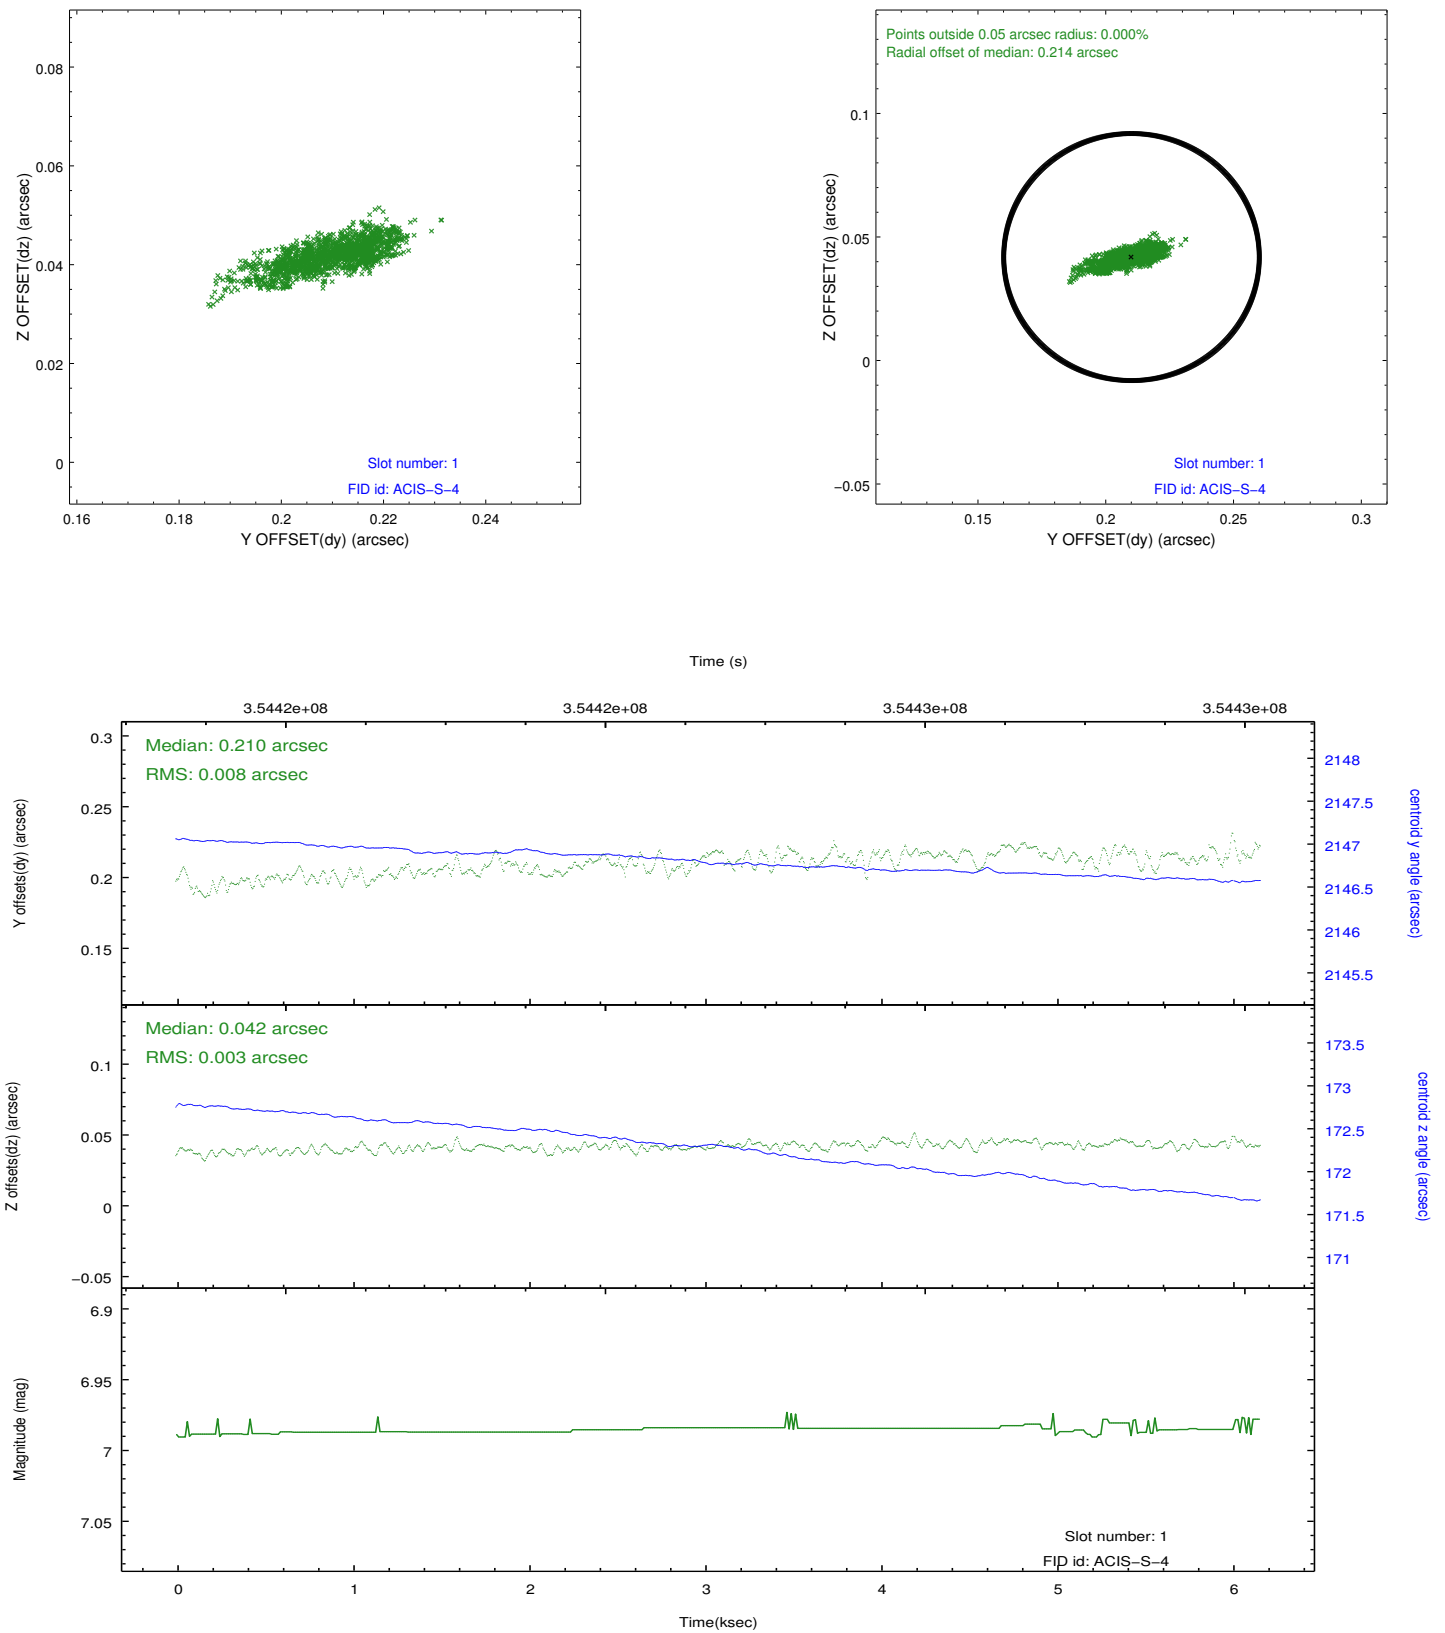 0.08
0.06
0.04
0.02
0
Z OFFSET(dz) (arcsec)
Slot number: 1
FID id: ACIS−S−4
0.16 0.18 0.2 0.22 0.24
Y OFFSET(dy) (arcsec)
Points outside 0.05 arcsec radius: 0.000%
Radial offset of median: 0.214 arcsec
0.1
0.05
0
−0.05
Z OFFSET(dz) (arcsec)
Slot number: 1
FID id: ACIS−S−4
0.15 0.2 0.25 0.3
Y OFFSET(dy) (arcsec)
Time (s)
3.5442e+08 3.5442e+08 3.5443e+08 3.5443e+08
Median: 0.210 arcsec
RMS: 0.008 arcsec
0.3
0.25
0.2
0.15
Y offsets(dy) (arcsec)
2148
2147.5
2147
2146.5
2146
2145.5
centroid y angle (arcsec)
Median: 0.042 arcsec
RMS: 0.003 arcsec
0.1
0.05
0
−0.05
Z offsets(dz) (arcsec)
173.5
173
172.5
172
171.5
171
centroid z angle (arcsec)
6.9
6.95
7
7.05
Magnitude (mag)
Slot number: 1
FID id: ACIS−S−4
0 1 2 3 4 5 6
Time(ksec)